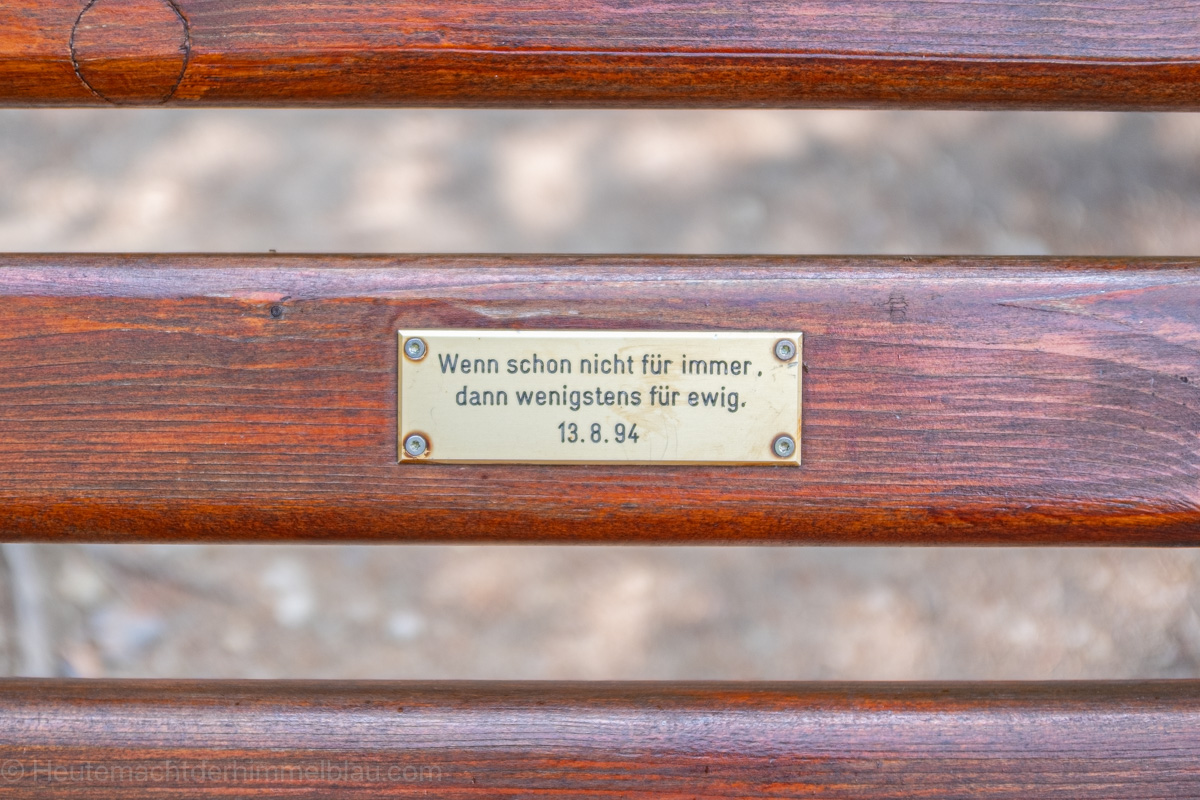 Wenn schon nicht für immer,
dann wenigstens für ewig.
13.8.94
© Heutemachtderhimmelblau.com